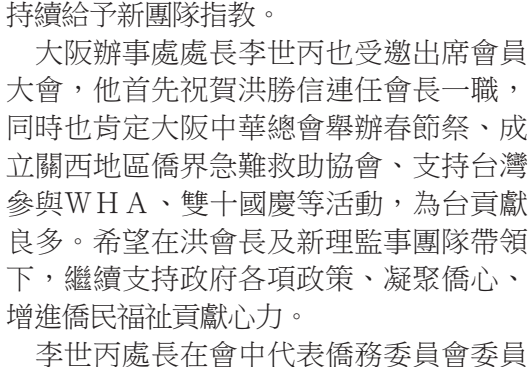 持續給予新團隊指教。
　大阪辦事處處長李世丙也受邀出席會員
大會，他首先祝賀洪勝信連任會長一職，
同時也肯定大阪中華總會舉辦春節祭、成
立關西地區僑界急難救助協會、支持台灣
參與ＷＨＡ、雙十國慶等活動，為台貢獻
良多。希望在洪會長及新理監事團隊帶領
下，繼續支持政府各項政策、凝聚僑心、
增進僑民福祉貢獻心力。
　李世丙處長在會中代表僑務委員會委員